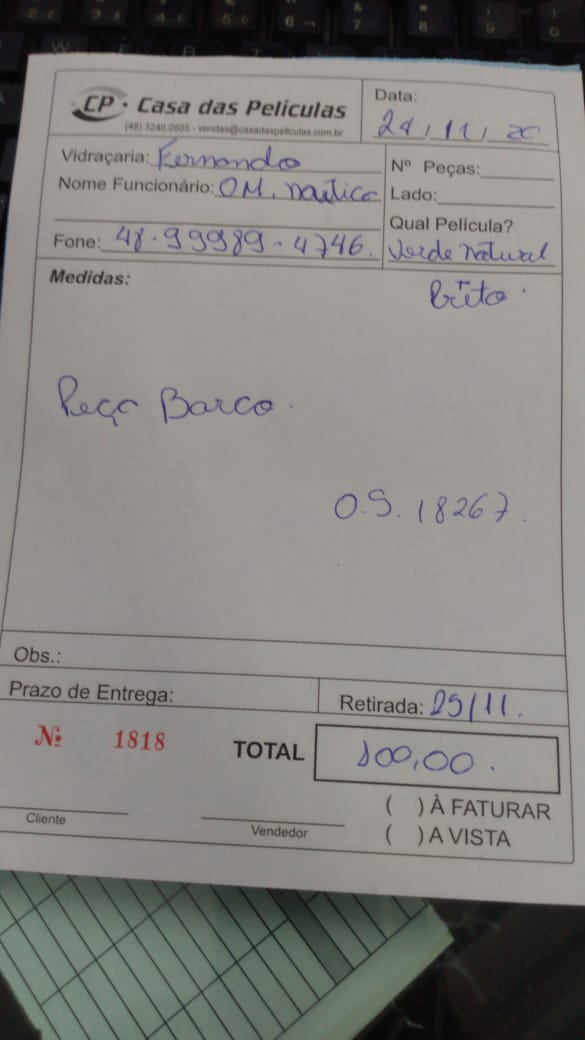 CP · Casa das Películas
(48) 3240.0605 - vendas@casadaspeliculas.com.br
Data: 24/11/20
Vidraçaria: Fernando
Nome Funcionário: OM. nautica
Fone: 48-99989-4746.
Nº Peças:
Lado:
Qual Película?
Verde natural
Medidas:
Peça Barco.
O.S. 18267.
Obs.:
Prazo de Entrega:
Retirada: 25/11.
Nº 1818
TOTAL 100,00.
( ) À FATURAR
( ) A VISTA
Cliente
Vendedor